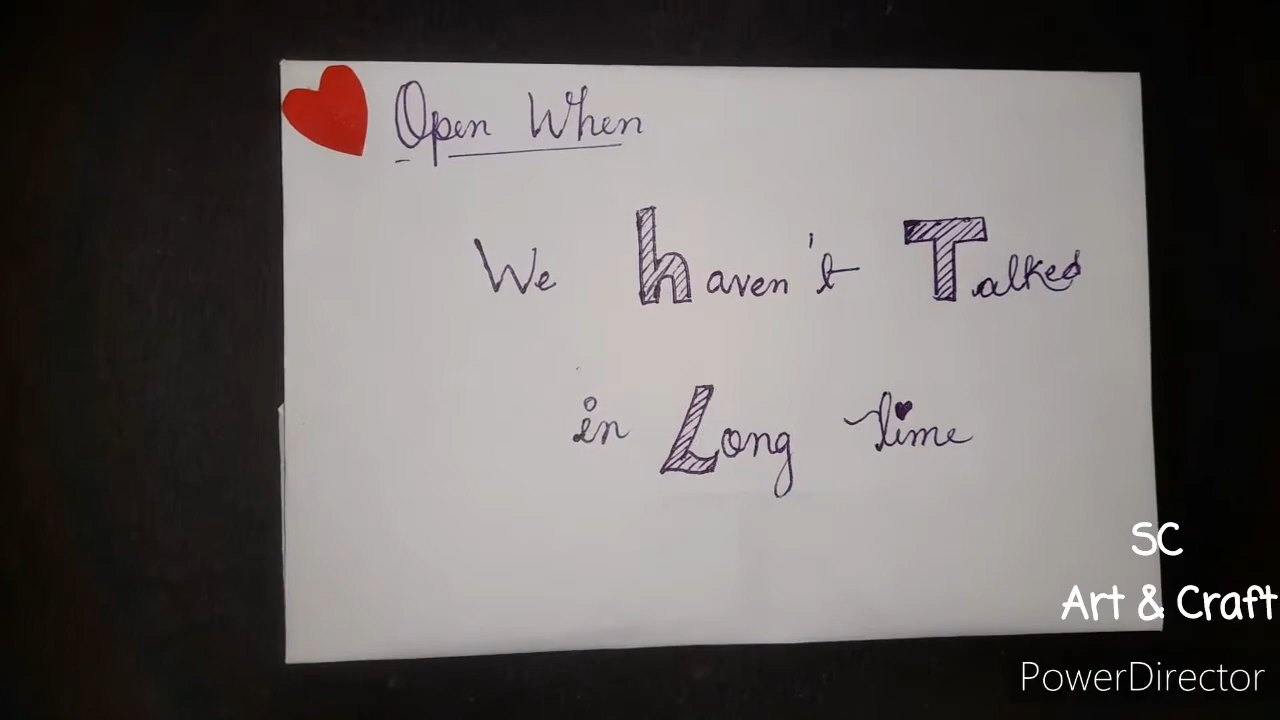 Open When
We haven't Talked
in Long time
SC
Art & Craft
PowerDirector